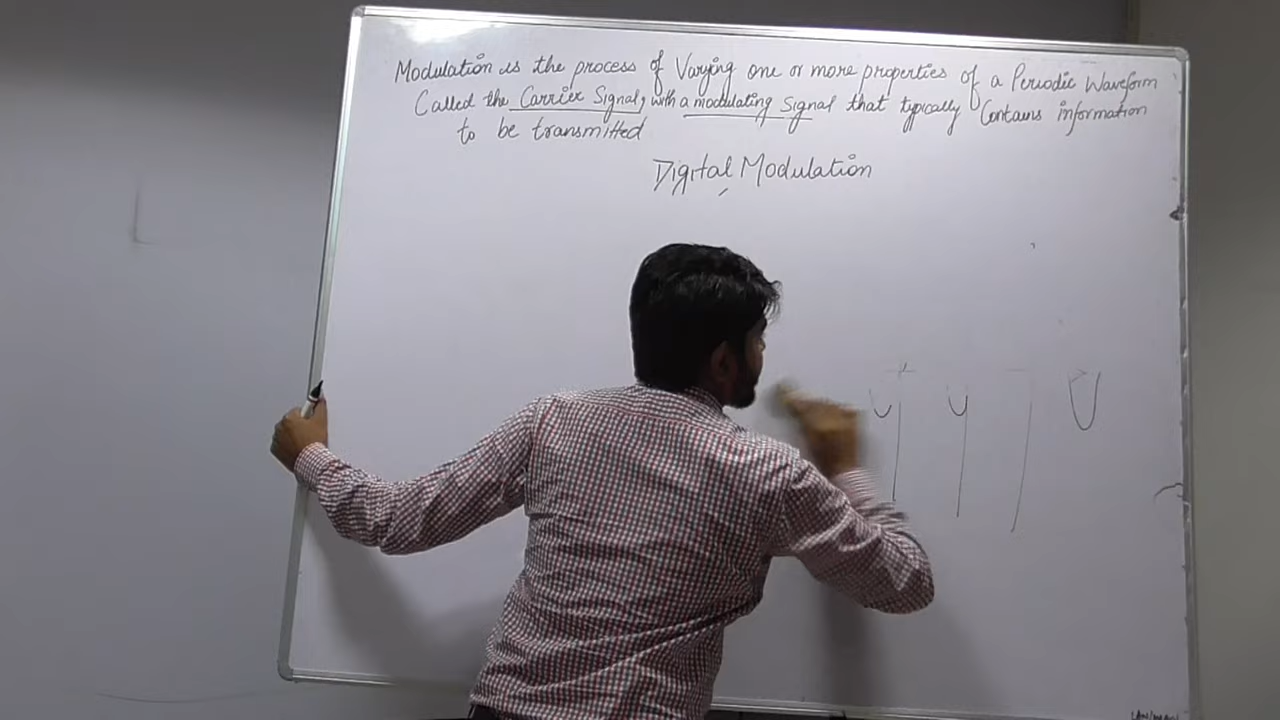 Modulation is the process of Varying one or more properties of a Periodic Waveform
Called the Carrier Signal, with a modulating Signal that typically Contains information
to be transmitted
Digital Modulation